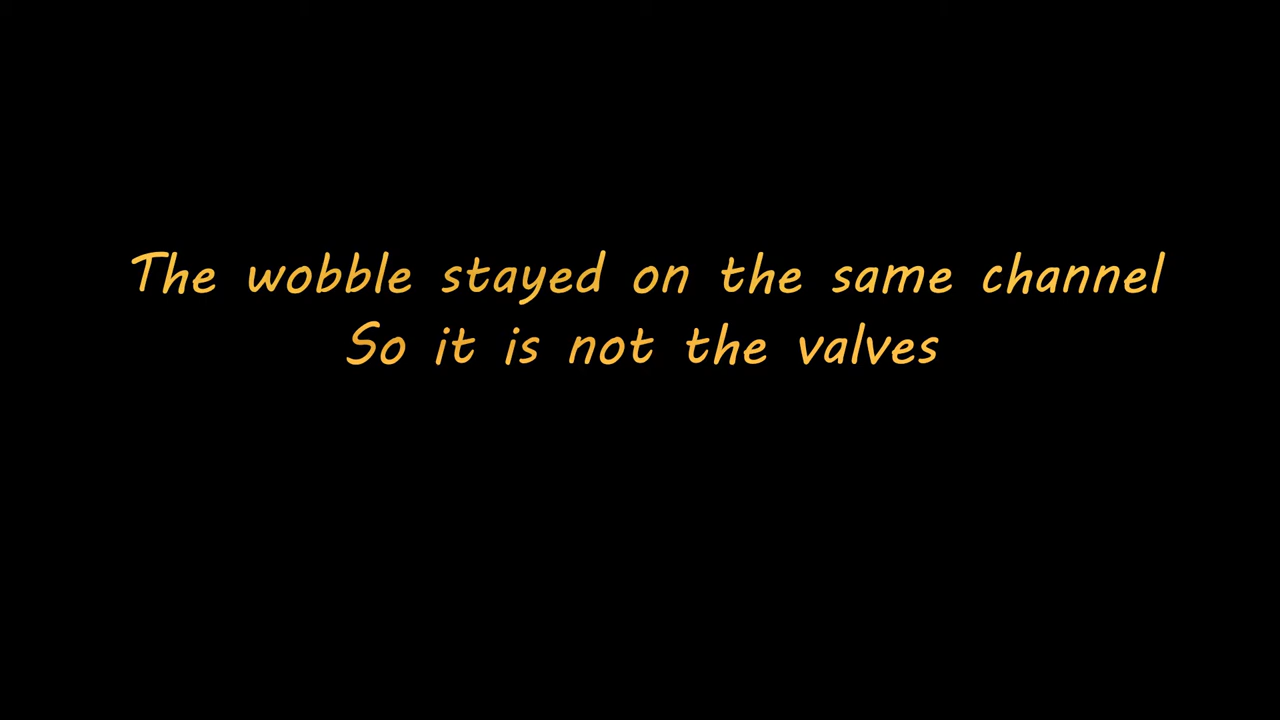 The wobble stayed on the same channel
So it is not the valves